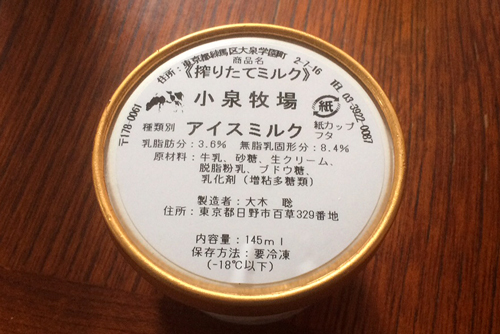 住所：東京都練馬区大泉学園町 2-7-16
商品名
《搾りたてミルク》
〒178-0061
TEL 03-3922-0087
小泉牧場
紙
紙カップ
フタ
種類別 アイスミルク
乳脂肪分：3.6% 無脂乳固形分：8.4%
原材料：牛乳、砂糖、生クリーム、
脱脂粉乳、ブドウ糖、
乳化剤（増粘多糖類）
製造者：大木 聡
住所：東京都日野市百草329番地
内容量：145ml
保存方法：要冷凍
(-18℃以下)